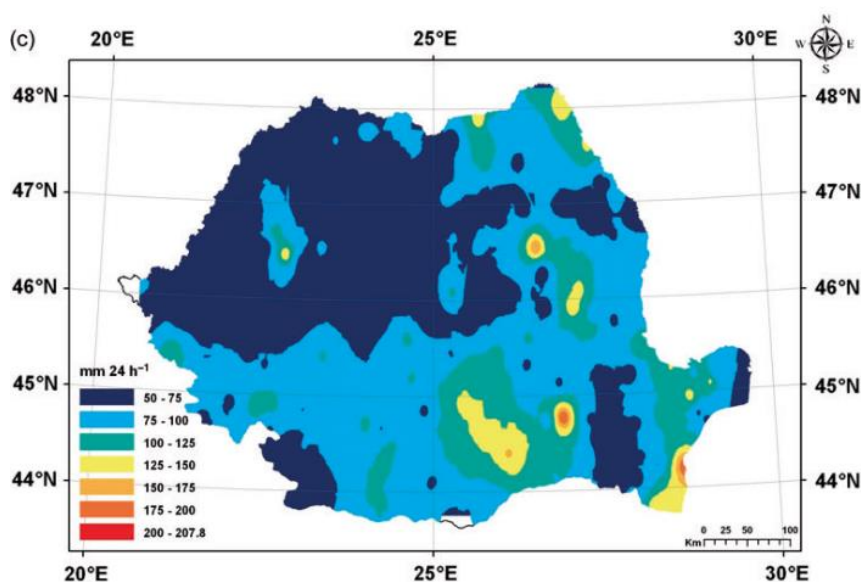 (c)
20°E 25°E 30°E
N
W E
S
48°N 48°N
47°N 47°N
46°N 46°N
45°N 45°N
44°N 44°N
mm 24 h⁻¹
50 - 75
75 - 100
100 - 125
125 - 150
150 - 175
175 - 200
200 - 207.8
0 25 50 100
Km
20°E 25°E 30°E